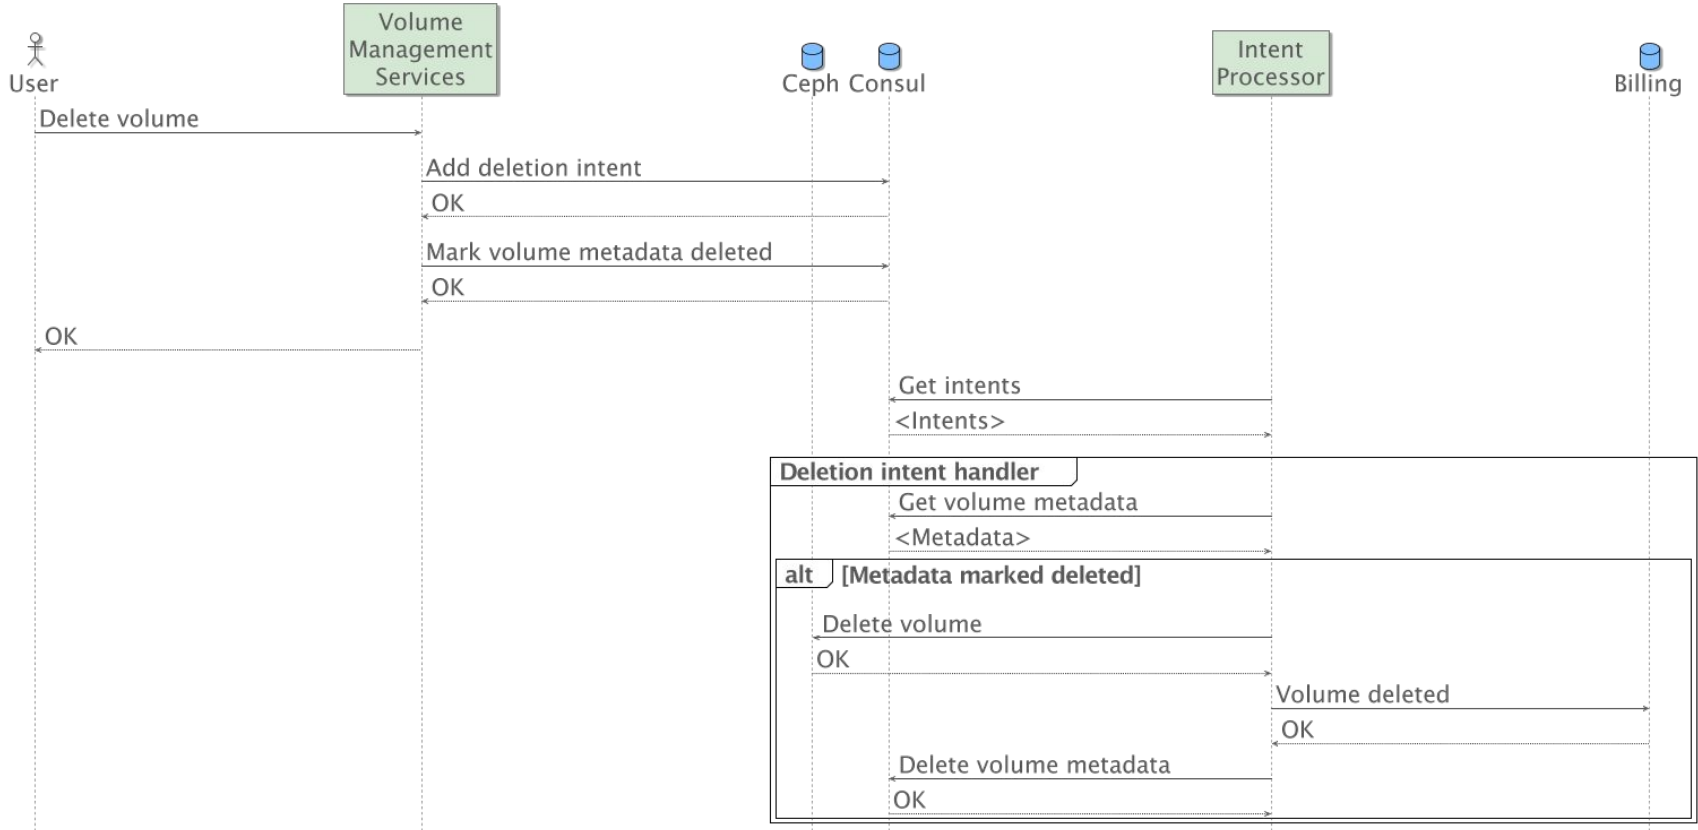 User
Volume
Management
Services
Ceph
Consul
Intent
Processor
Billing
Delete volume
Add deletion intent
OK
Mark volume metadata deleted
OK
OK
Get intents
<Intents>
Deletion intent handler
Get volume metadata
<Metadata>
alt [Metadata marked deleted]
Delete volume
OK
Volume deleted
OK
Delete volume metadata
OK